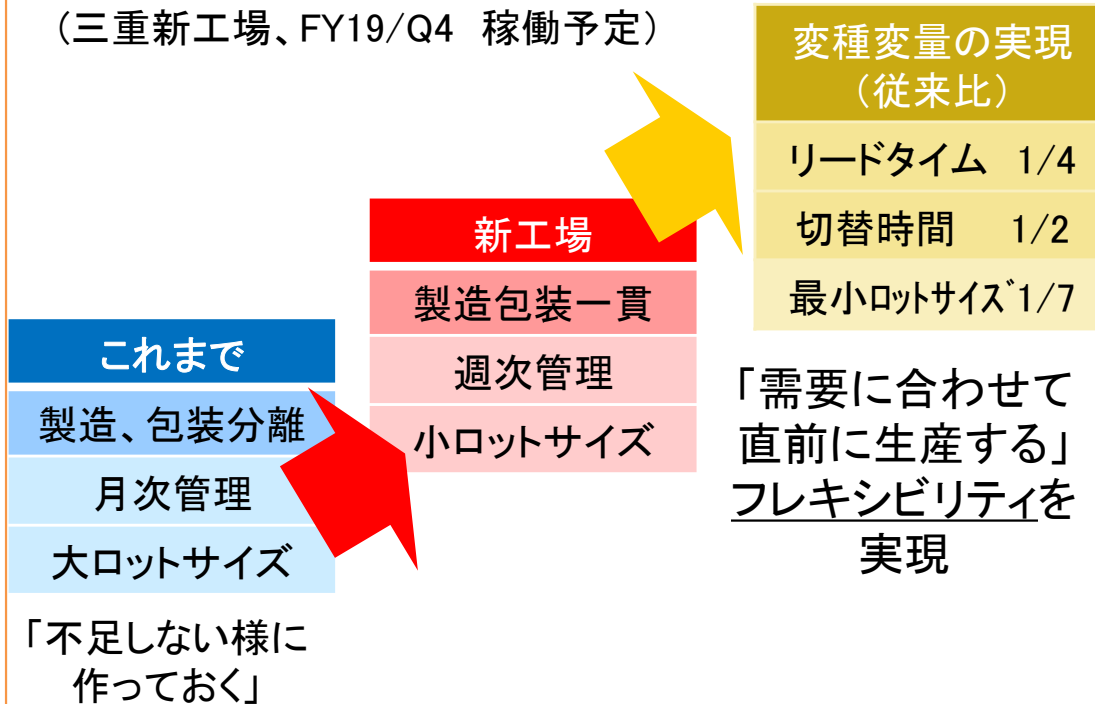 （三重新工場、FY19/Q4 稼働予定）
変種変量の実現
（従来比）
リードタイム 1/4
切替時間 1/2
最小ﾛｯﾄｻｲｽﾞ1/7
「需要に合わせて
直前に生産する」
フレキシビリティを
実現
新工場
製造包装一貫
週次管理
小ロットサイズ
これまで
製造、包装分離
月次管理
大ロットサイズ
「不足しない様に
作っておく」